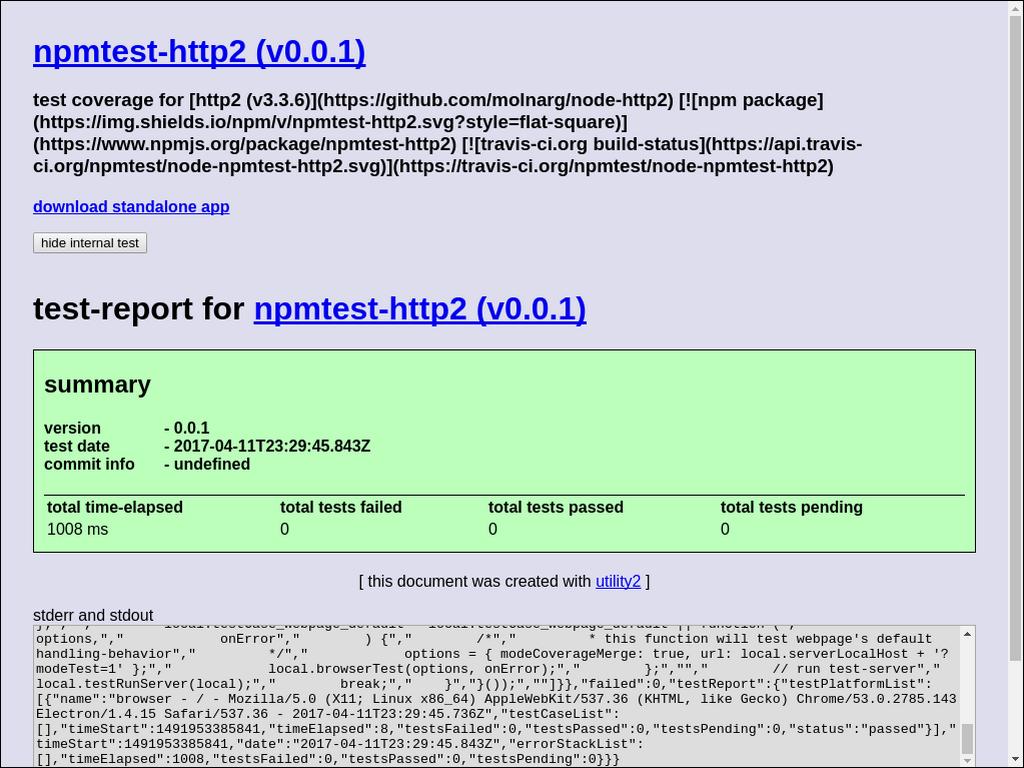 npmtest-http2 (v0.0.1)
test coverage for [http2 (v3.3.6)](https://github.com/molnarg/node-http2) [![npm package]
(https://img.shields.io/npm/v/npmtest-http2.svg?style=flat-square)]
(https://www.npmjs.org/package/npmtest-http2) [![travis-ci.org build-status](https://api.travis-
ci.org/npmtest/node-npmtest-http2.svg)](https://travis-ci.org/npmtest/node-npmtest-http2)
download standalone app
hide internal test
test-report for npmtest-http2 (v0.0.1)
summary
version - 0.0.1
test date - 2017-04-11T23:29:45.843Z
commit info - undefined
total time-elapsed total tests failed total tests passed total tests pending
1008 ms 0 0 0
[ this document was created with utility2 ]
stderr and stdout
options,"," onError"," ) {"," /*"," * this function will test webpage's default
handling-behavior"," */"," options = { modeCoverageMerge: true, url: local.serverLocalHost + '?
modeTest=1' };"," local.browserTest(options, onError);"," };",""," // run test-server","
local.testRunServer(local);"," break;"," }","}());",""]}},"failed":0,"testReport":{"testPlatformList":
[{"name":"browser - / - Mozilla/5.0 (X11; Linux x86_64) AppleWebKit/537.36 (KHTML, like Gecko) Chrome/53.0.2785.143
Electron/1.4.15 Safari/537.36 - 2017-04-11T23:29:45.736Z","testCaseList":
[],"timeStart":1491953385841,"timeElapsed":8,"testsFailed":0,"testsPassed":0,"testsPending":0,"status":"passed"}],"
timeStart":1491953385841,"date":"2017-04-11T23:29:45.843Z","errorStackList":
[],"timeElapsed":1008,"testsFailed":0,"testsPassed":0,"testsPending":0}}}